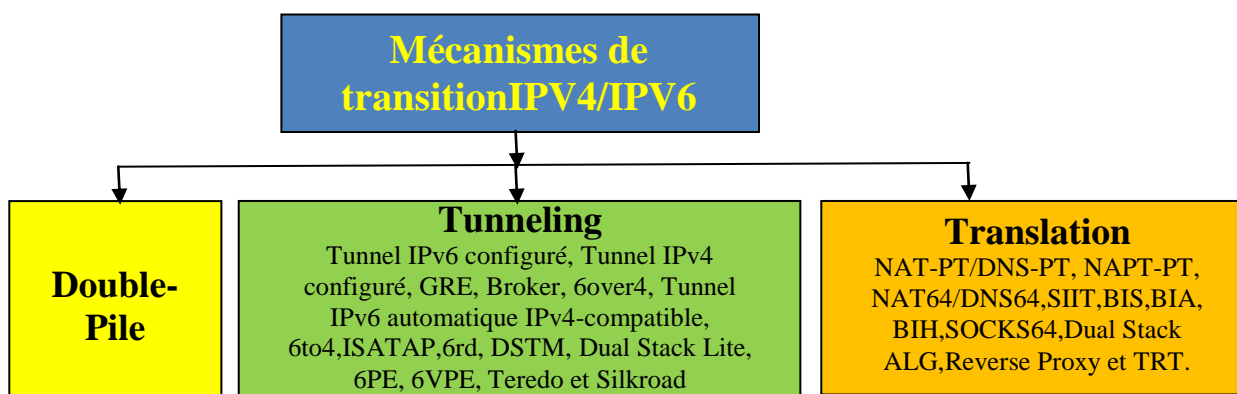 Mécanismes de
transitionIPV4/IPV6
Double-
Pile
Tunneling
Tunnel IPv6 configuré, Tunnel IPv4
configuré, GRE, Broker, 6over4, Tunnel
IPv6 automatique IPv4-compatible,
6to4,ISATAP,6rd, DSTM, Dual Stack Lite,
6PE, 6VPE, Teredo et Silkroad
Translation
NAT-PT/DNS-PT, NAPT-PT,
NAT64/DNS64,SIIT,BIS,BIA,
BIH,SOCKS64,Dual Stack
ALG,Reverse Proxy et TRT.